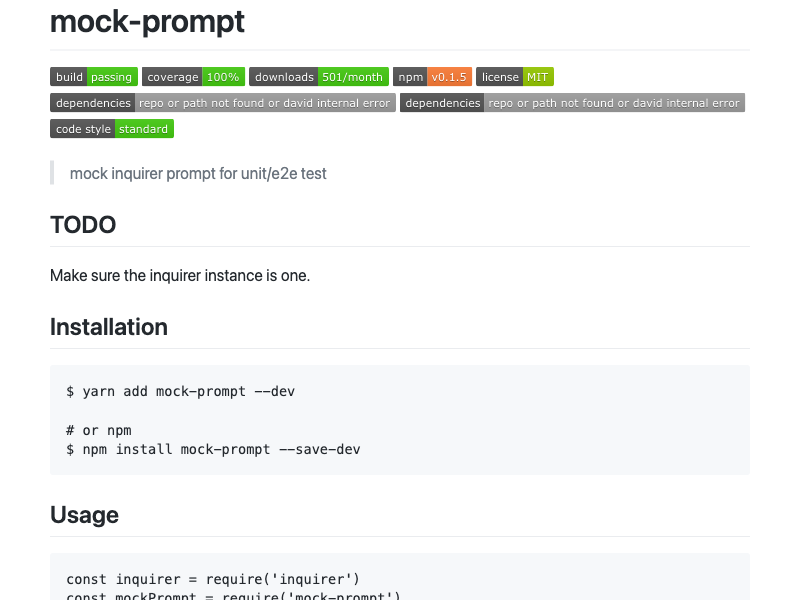 mock-prompt
build passing coverage 100% downloads 501/month npm v0.1.5 license MIT
dependencies repo or path not found or david internal error dependencies repo or path not found or david internal error
code style standard
mock inquirer prompt for unit/e2e test
TODO
Make sure the inquirer instance is one.
Installation
$ yarn add mock-prompt --dev
# or npm
$ npm install mock-prompt --save-dev
Usage
const inquirer = require('inquirer')
const mockPrompt = require('mock-prompt')